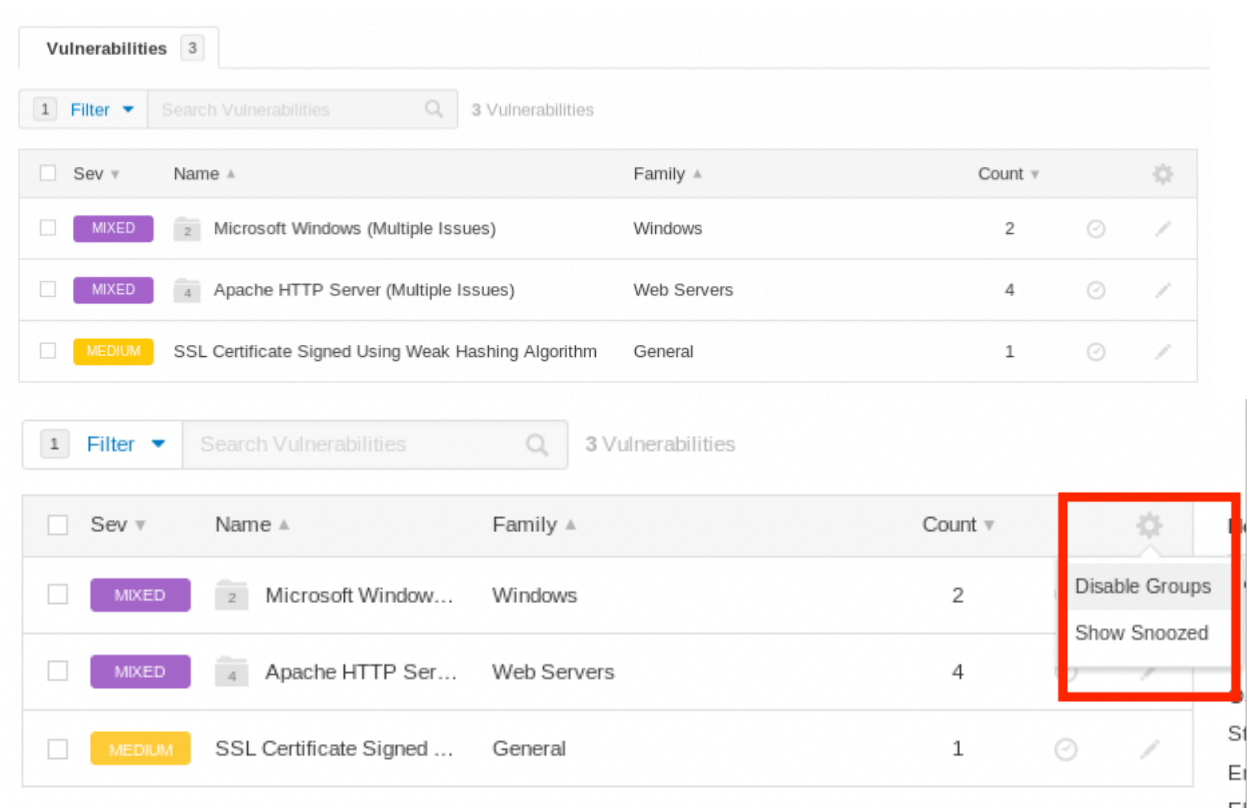 Vulnerabilities 3
1 Filter Search Vulnerabilities 3 Vulnerabilities
Sev Name Family Count
MIXED 2 Microsoft Windows (Multiple Issues) Windows 2
MIXED 4 Apache HTTP Server (Multiple Issues) Web Servers 4
MEDIUM SSL Certificate Signed Using Weak Hashing Algorithm General 1
1 Filter Search Vulnerabilities 3 Vulnerabilities
Sev Name Family Count
MIXED 2 Microsoft Window... Windows 2
Disable Groups
Show Snoozed
MIXED 4 Apache HTTP Ser... Web Servers 4
MEDIUM SSL Certificate Signed ... General 1